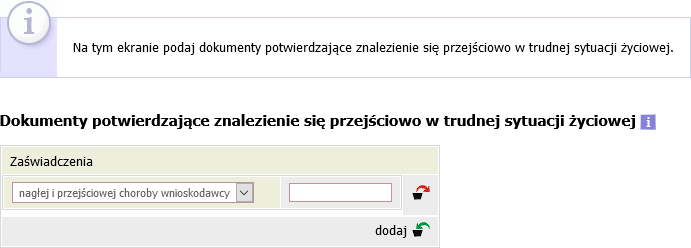 i
Na tym ekranie podaj dokumenty potwierdzające znalezienie się przejściowo w trudnej sytuacji życiowej.
Dokumenty potwierdzające znalezienie się przejściowo w trudnej sytuacji życiowej i
Zaświadczenia
nagłej i przejściowej choroby wnioskodawcy
dodaj